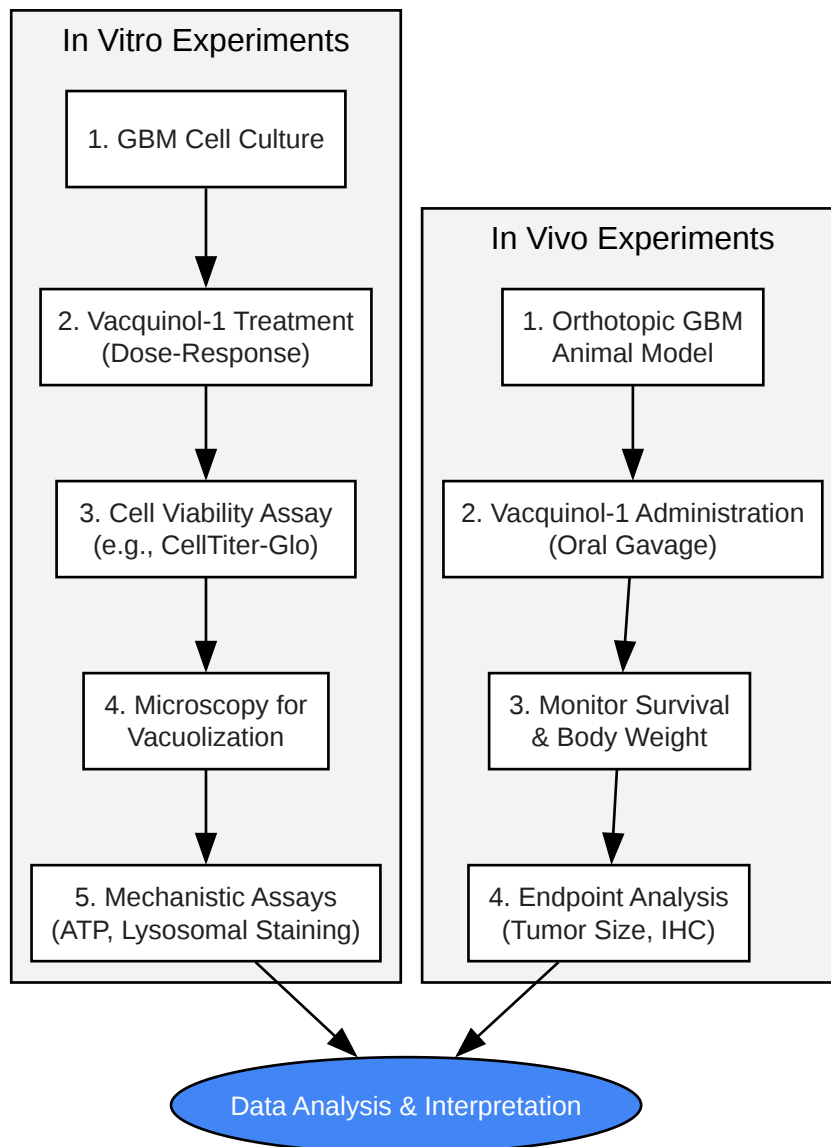 In Vitro Experiments
1. GBM Cell Culture
2. Vacquinol-1 Treatment
(Dose-Response)
3. Cell Viability Assay
(e.g., CellTiter-Glo)
4. Microscopy for
Vacuolization
5. Mechanistic Assays
(ATP, Lysosomal Staining)
In Vivo Experiments
1. Orthotopic GBM
Animal Model
2. Vacquinol-1 Administration
(Oral Gavage)
3. Monitor Survival
& Body Weight
4. Endpoint Analysis
(Tumor Size, IHC)
Data Analysis & Interpretation